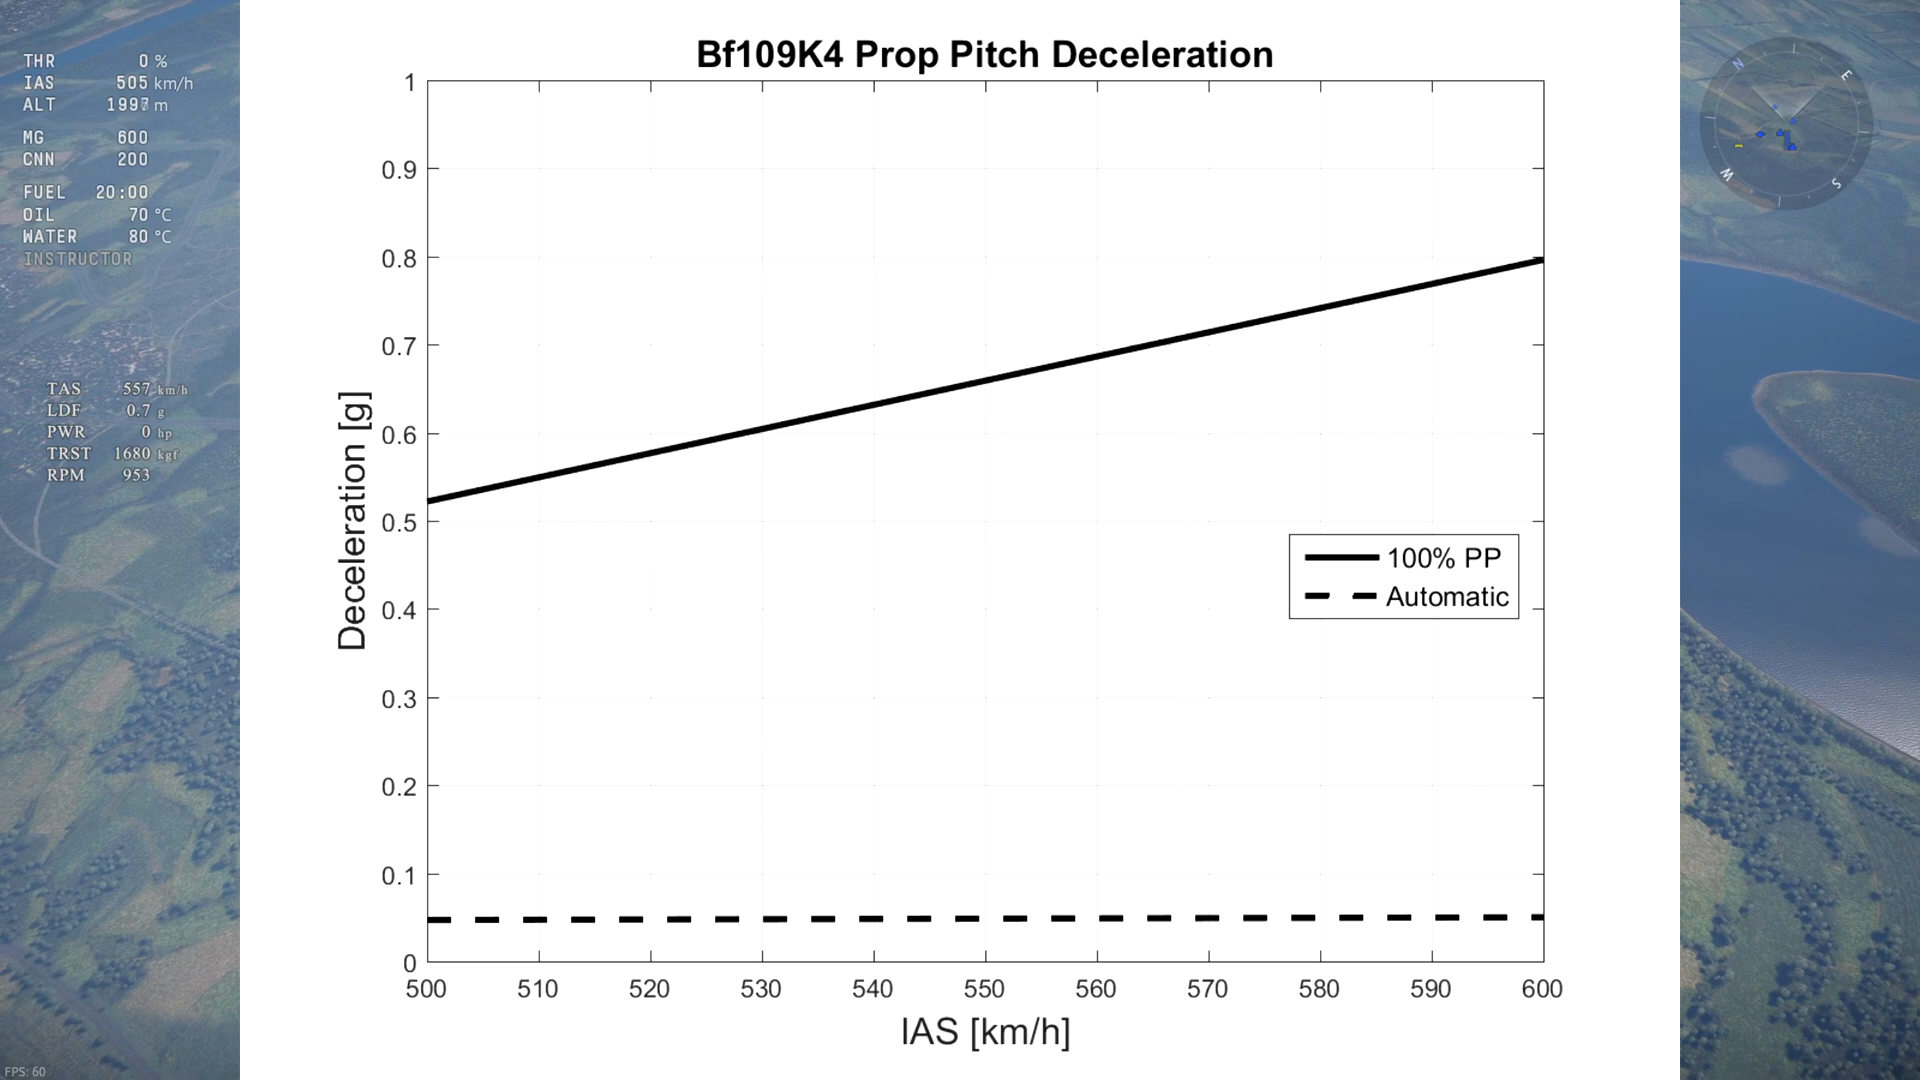 THR 0 %
IAS 505 km/h
ALT m
MG 600
CNN 200
FUEL 20:00
OIL 70 °C
WATER 80 °C
INSTRUCTOR
TAS 557 km/h
LDF 0.7 g
PWR 0 hp
TRST 1680 kgf
RPM 953
FPS: 60
Bf109K4 Prop Pitch Deceleration
Deceleration [g]
1
0.9
0.8
0.7
0.6
0.5
0.4
0.3
0.2
0.1
0
100% PP
Automatic
500 510 520 530 540 550 560 570 580 590 600
IAS [km/h]
N
E
W
S